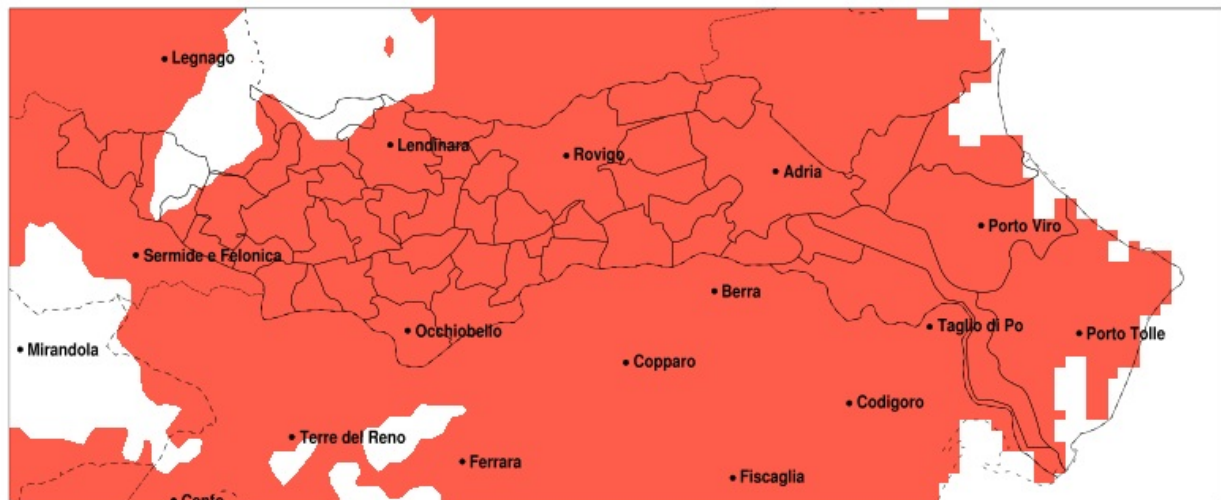 Legnago
Lendinara
Rovigo
Adria
Porto Viro
Sermide e Felonica
Berra
Taglio di Po
Occhiobello
Porto Tolle
Mirandola
Copparo
Codigoro
Terre del Reno
Ferrara
Fiscaglia